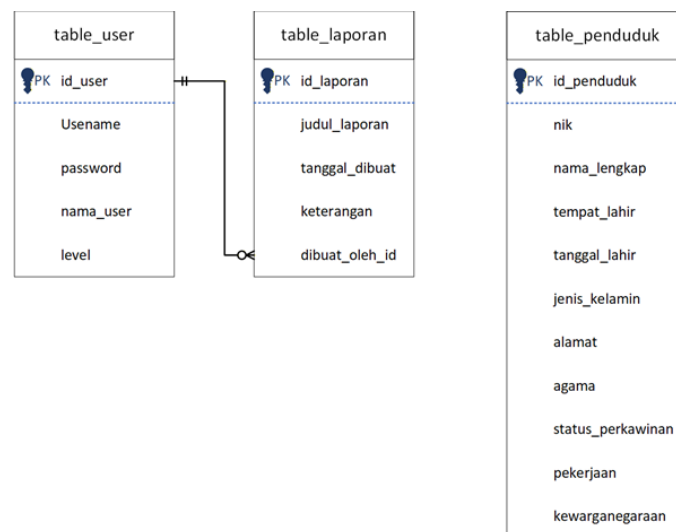 table_user
PK id_user
Usename
password
nama_user
level
table_laporan
PK id_laporan
judul_laporan
tanggal_dibuat
keterangan
dibuat_oleh_id
table_penduduk
PK id_penduduk
nik
nama_lengkap
tempat_lahir
tanggal_lahir
jenis_kelamin
alamat
agama
status_perkawinan
pekerjaan
kewarganegaraan